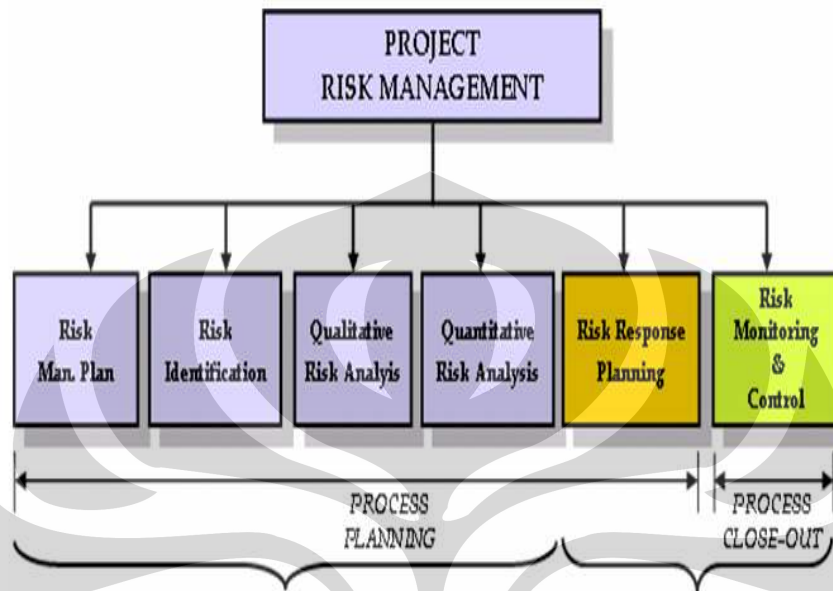 PROJECT
RISK MANAGEMENT
Risk
Man. Plan
Risk
Identification
Qualitative
Risk Analyis
Quantitative
Risk Analysis
Risk Response
Planning
Risk
Monitoring
&
Control
PROCESS
PLANNING
PROCESS
CLOSE-OUT